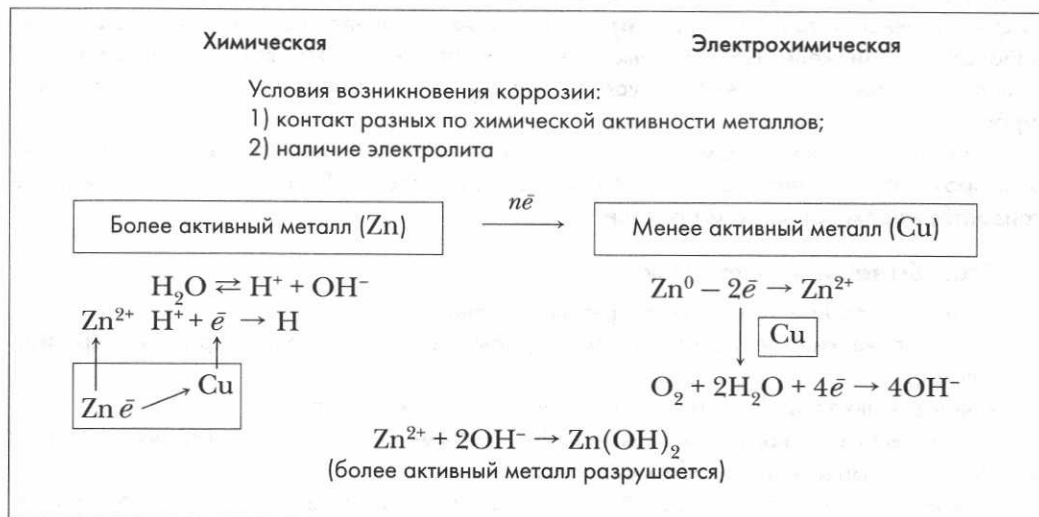 Химическая Электрохимическая
Условия возникновения коррозии:
1) контакт разных по химической активности металлов;
2) наличие электролита
Более активный металл (Zn) nē Менее активный металл (Cu)
H₂O ⇄ H⁺ + OH⁻ Zn⁰ – 2ē → Zn²⁺
Zn²⁺ H⁺ + ē → H Cu
Zn ē Cu O₂ + 2H₂O + 4ē → 4OH⁻
Zn²⁺ + 2OH⁻ → Zn(OH)₂
(более активный металл разрушается)